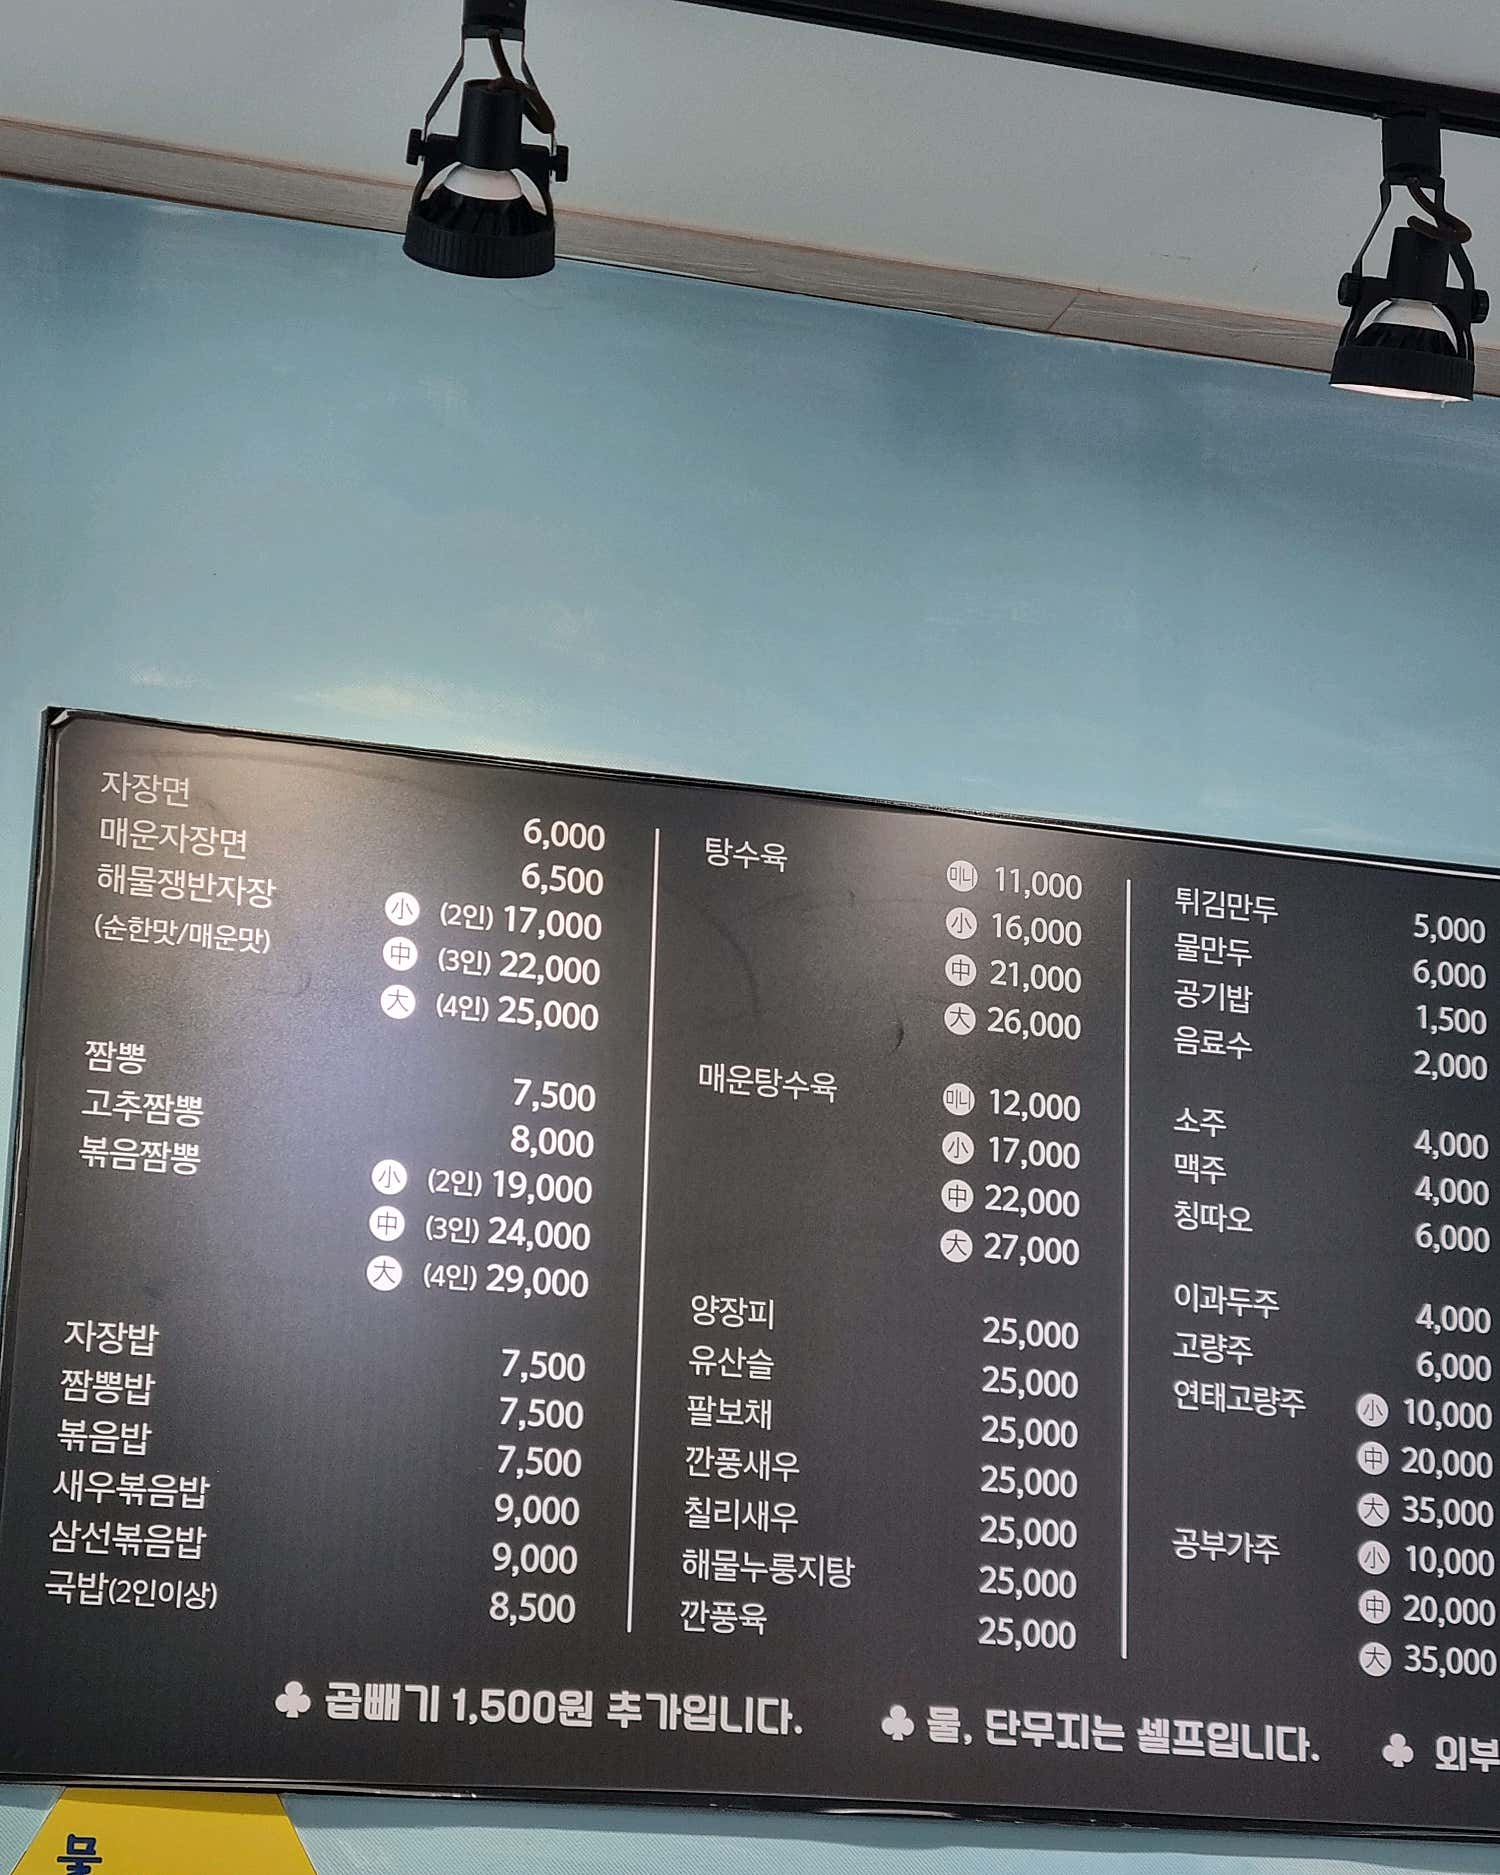 자장면 6,000
매운자장면 6,500
해물쟁반자장 小 (2인) 17,000
(순한맛/매운맛) 中 (3인) 22,000
大 (4인) 25,000
짬뽕 7,500
고추짬뽕 8,000
볶음짬뽕 小 (2인) 19,000
中 (3인) 24,000
大 (4인) 29,000
자장밥 7,500
짬뽕밥 7,500
볶음밥 7,500
새우볶음밥 9,000
삼선볶음밥 9,000
국밥(2인이상) 8,500
탕수육 미니 11,000
小 16,000
中 21,000
大 26,000
매운탕수육 미니 12,000
小 17,000
中 22,000
大 27,000
양장피 25,000
유산슬 25,000
팔보채 25,000
깐풍새우 25,000
칠리새우 25,000
해물누룽지탕 25,000
깐풍육 25,000
튀김만두 5,000
물만두 6,000
공기밥 1,500
음료수 2,000
소주 4,000
맥주 4,000
칭따오 6,000
이과두주 4,000
고량주 6,000
연태고량주 小 10,000
中 20,000
大 35,000
공부가주 小 10,000
中 20,000
大 35,000
♣ 곱빼기 1,500원 추가입니다. ♣ 물, 단무지는 셀프입니다. ♣ 외부
물